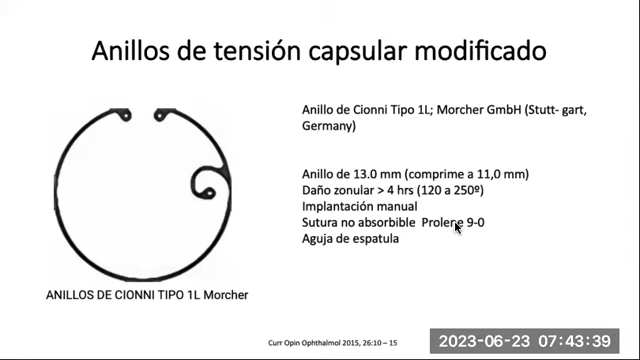 Anillos de tensión capsular modificado
Anillo de Cionni Tipo 1L; Morcher GmbH (Stutt- gart,
Germany)
Anillo de 13.0 mm (comprime a 11,0 mm)
Daño zonular > 4 hrs (120 a 250º)
Implantación manual
Sutura no absorbible Prolene 9-0
Aguja de espatula
ANILLOS DE CIONNI TIPO 1L Morcher
Curr Opin Ophthalmol 2015, 26:10 – 15
2023-06-23 07:43:39